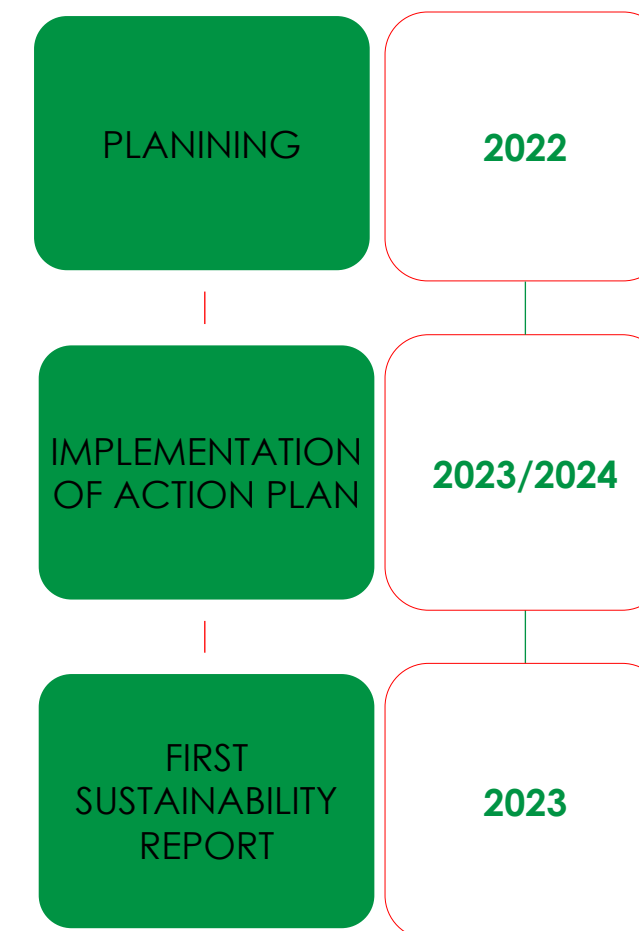 PLANINING
2022
IMPLEMENTATION
OF ACTION PLAN
2023/2024
FIRST
SUSTAINABILITY
REPORT
2023